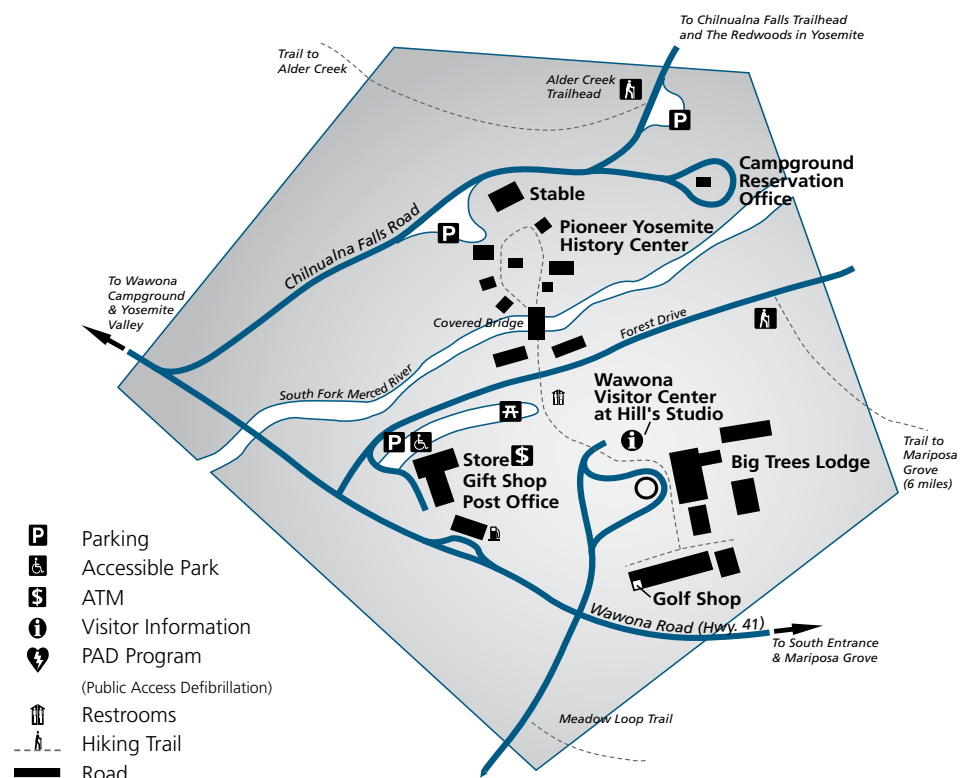 To Chilnualna Falls Trailhead
and The Redwoods in Yosemite
Trail to
Alder Creek
Alder Creek
Trailhead
P
Campground
Reservation
Office
Stable
Chilnualna Falls Road
P
Pioneer Yosemite
History Center
To Wawona
Campground
& Yosemite
Valley
Covered Bridge
Forest Drive
South Fork Merced River
Wawona
Visitor Center
at Hill's Studio
i
P
Store $
Gift Shop
Post Office
Big Trees Lodge
Trail to
Mariposa
Grove
(6 miles)
Golf Shop
Wawona Road (Hwy. 41)
To South Entrance
& Mariposa Grove
Meadow Loop Trail
P Parking
Accessible Park
$ ATM
i Visitor Information
PAD Program
(Public Access Defibrillation)
Restrooms
Hiking Trail
Road